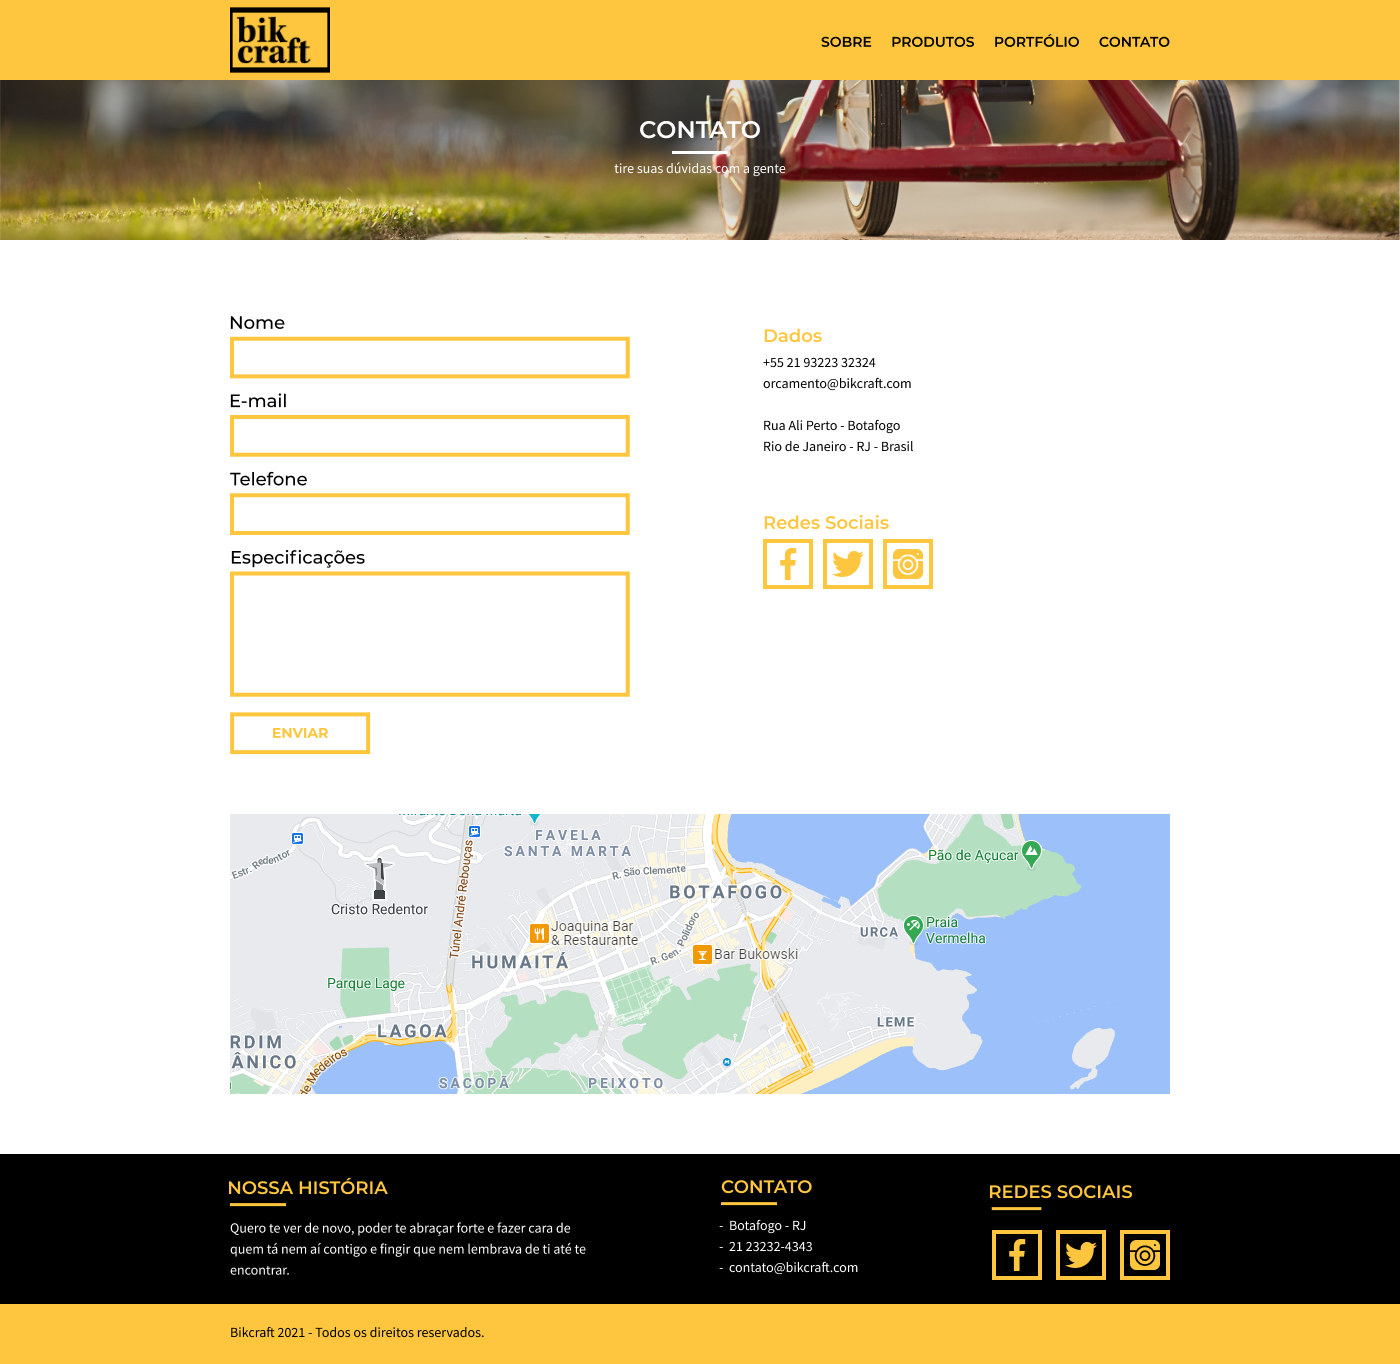 bik
craft
SOBRE PRODUTOS PORTFÓLIO CONTATO
CONTATO
tire suas dúvidas com a gente
Nome
E-mail
Telefone
Especificações
ENVIAR
Dados
+55 21 93223 32324
orcamento@bikcraft.com
Rua Ali Perto - Botafogo
Rio de Janeiro - RJ - Brasil
Redes Sociais
FAVELA
SANTA MARTA
Estr. Redentor
Cristo Redentor
Túnel André Rebouças
R. São Clemente
BOTAFOGO
Pão de Açucar
Joaquina Bar
& Restaurante
R. Gen. Polidoro
Bar Bukowski
URCA
Praia
Vermelha
HUMAITÁ
Parque Lage
LAGOA
LEME
RDIM
ÂNICO
de Medeiros
SACOPÃ
PEIXOTO
NOSSA HISTÓRIA
Quero te ver de novo, poder te abraçar forte e fazer cara de
quem tá nem aí contigo e fingir que nem lembrava de ti até te
encontrar.
CONTATO
- Botafogo - RJ
- 21 23232-4343
- contato@bikcraft.com
REDES SOCIAIS
Bikcraft 2021 - Todos os direitos reservados.